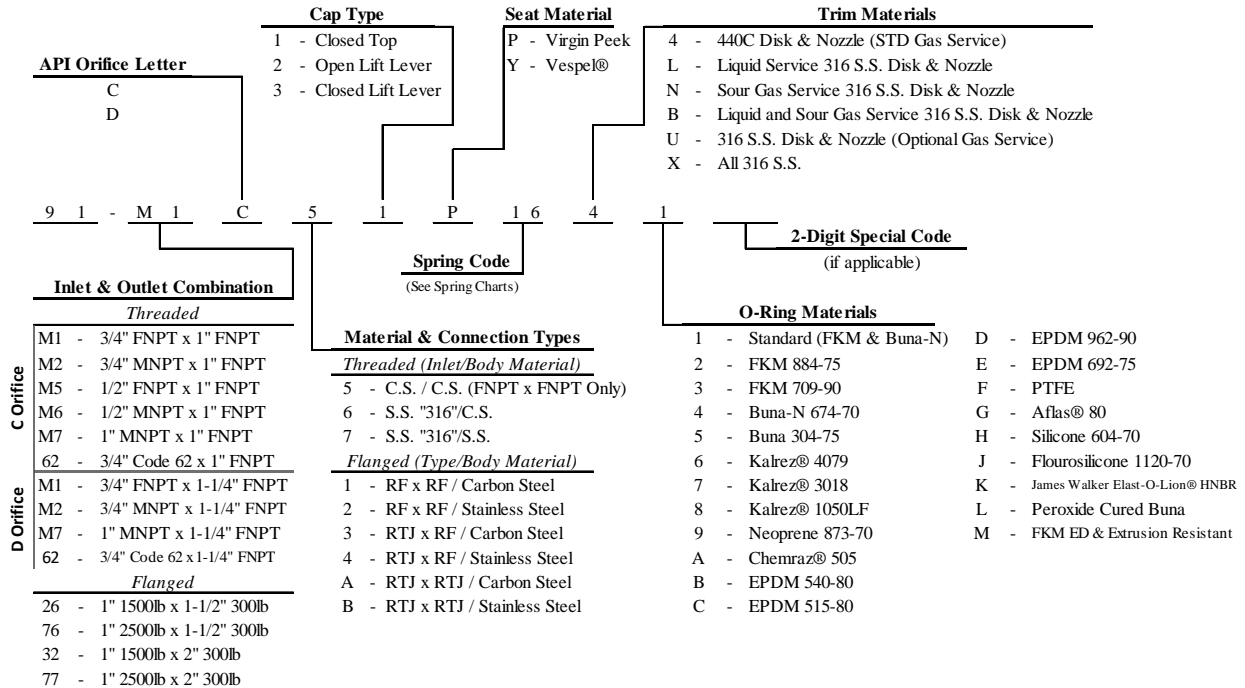 Cap Type
1 - Closed Top
2 - Open Lift Lever
3 - Closed Lift Lever
Seat Material
P - Virgin Peek
Y - Vespel®
Trim Materials
4 - 440C Disk & Nozzle (STD Gas Service)
L - Liquid Service 316 S.S. Disk & Nozzle
N - Sour Gas Service 316 S.S. Disk & Nozzle
B - Liquid and Sour Gas Service 316 S.S. Disk & Nozzle
U - 316 S.S. Disk & Nozzle (Optional Gas Service)
X - All 316 S.S.
API Orifice Letter
C
D
9 1 - M 1 C 5 1 P 1 6 4 1
2-Digit Special Code
(if applicable)
Spring Code
(See Spring Charts)
Inlet & Outlet Combination
Threaded
C Orifice
M1 - 3/4" FNPT x 1" FNPT
M2 - 3/4" MNPT x 1" FNPT
M5 - 1/2" FNPT x 1" FNPT
M6 - 1/2" MNPT x 1" FNPT
M7 - 1" MNPT x 1" FNPT
62 - 3/4" Code 62 x 1" FNPT
D Orifice
M1 - 3/4" FNPT x 1-1/4" FNPT
M2 - 3/4" MNPT x 1-1/4" FNPT
M7 - 1" MNPT x 1-1/4" FNPT
62 - 3/4" Code 62 x 1-1/4" FNPT
Flanged
26 - 1" 1500lb x 1-1/2" 300lb
76 - 1" 2500lb x 1-1/2" 300lb
32 - 1" 1500lb x 2" 300lb
77 - 1" 2500lb x 2" 300lb
Material & Connection Types
Threaded (Inlet/Body Material)
5 - C.S. / C.S. (FNPT x FNPT Only)
6 - S.S. "316"/C.S.
7 - S.S. "316"/S.S.
Flanged (Type/Body Material)
1 - RF x RF / Carbon Steel
2 - RF x RF / Stainless Steel
3 - RTJ x RF / Carbon Steel
4 - RTJ x RF / Stainless Steel
A - RTJ x RTJ / Carbon Steel
B - RTJ x RTJ / Stainless Steel
O-Ring Materials
1 - Standard (FKM & Buna-N)
2 - FKM 884-75
3 - FKM 709-90
4 - Buna-N 674-70
5 - Buna 304-75
6 - Kalrez® 4079
7 - Kalrez® 3018
8 - Kalrez® 1050LF
9 - Neoprene 873-70
A - Chemraz® 505
B - EPDM 540-80
C - EPDM 515-80
D - EPDM 962-90
E - EPDM 692-75
F - PTFE
G - Aflas® 80
H - Silicone 604-70
J - Flourosilicone 1120-70
K - James Walker Elast-O-Lion® HNBR
L - Peroxide Cured Buna
M - FKM ED & Extrusion Resistant